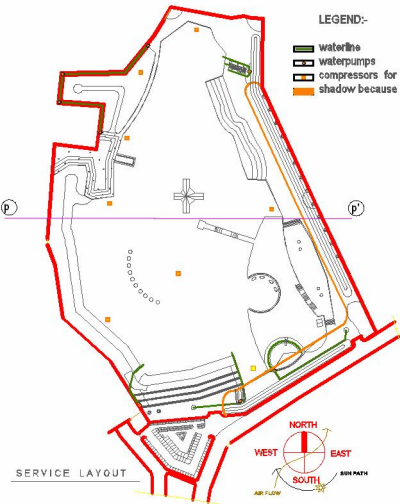 LEGEND:-
waterline
waterpumps
compressors for
shadow because
p
p'
NORTH
WEST
EAST
SOUTH
SUN PATH
AIR FLOW
SERVICE LAYOUT